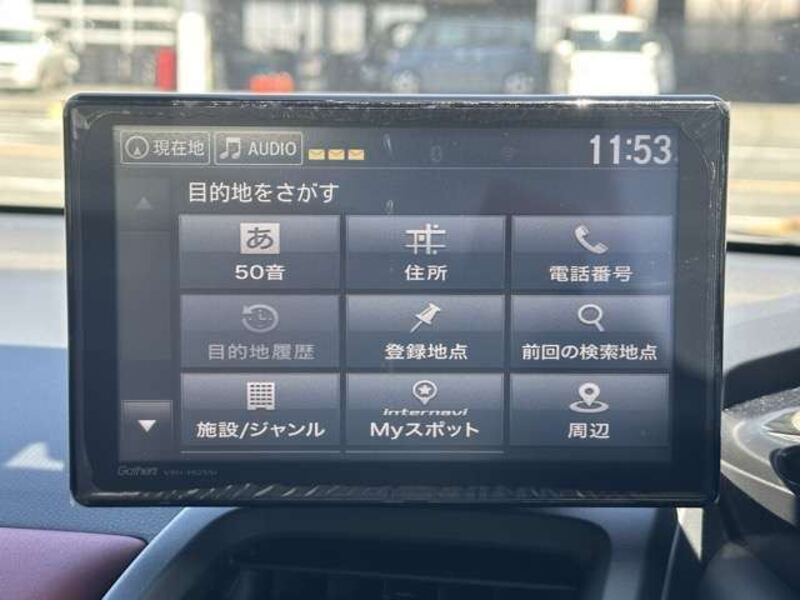 現在地 AUDIO 11:53
目的地をさがす
あ
50音 住所 電話番号
目的地履歴 登録地点 前回の検索地点
internavi
施設/ジャンル Myスポット 周辺
Gathers